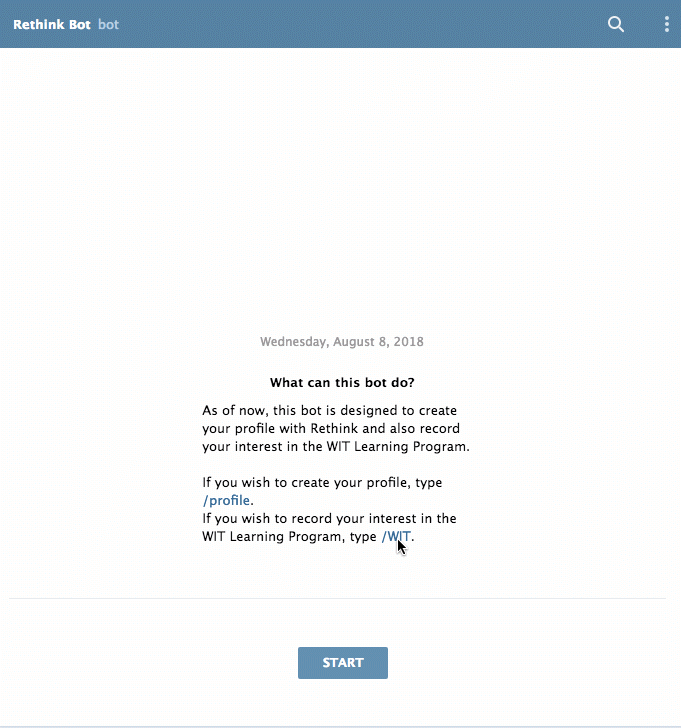 Rethink Bot bot
Wednesday, August 8, 2018
What can this bot do?
As of now, this bot is designed to create
your profile with Rethink and also record
your interest in the WIT Learning Program.
If you wish to create your profile, type
/profile.
If you wish to record your interest in the
WIT Learning Program, type /WIT.
START